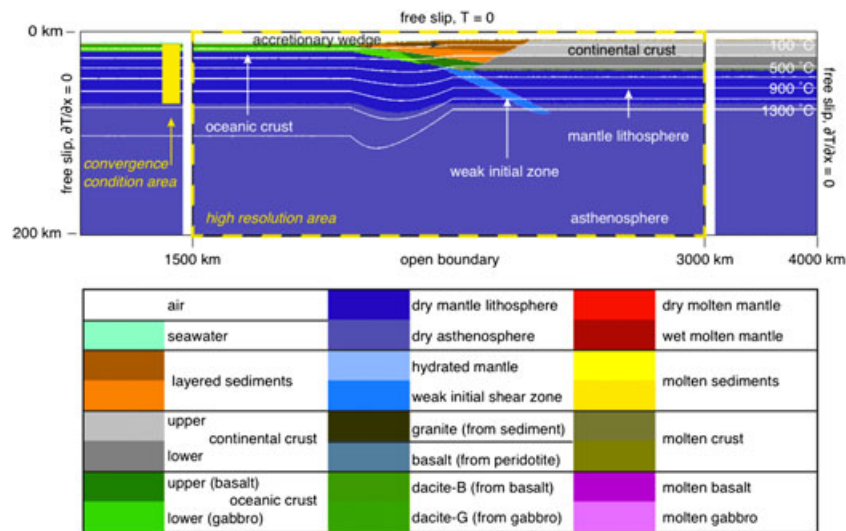 free slip, T = 0
0 km
accretionary wedge
continental crust
100 ˚C
500 ˚C
900 ˚C
1300 ˚C
free slip, ∂T/∂x = 0
free slip, ∂T/∂x = 0
oceanic crust
mantle lithosphere
convergence
condition area
weak initial zone
high resolution area
asthenosphere
200 km
1500 km
open boundary
3000 km
4000 km
air
dry mantle lithosphere
dry molten mantle
seawater
dry asthenosphere
wet molten mantle
layered sediments
hydrated mantle
weak initial shear zone
molten sediments
upper
continental crust
lower
granite (from sediment)
basalt (from peridotite)
molten crust
upper (basalt)
oceanic crust
lower (gabbro)
dacite-B (from basalt)
dacite-G (from gabbro)
molten basalt
molten gabbro